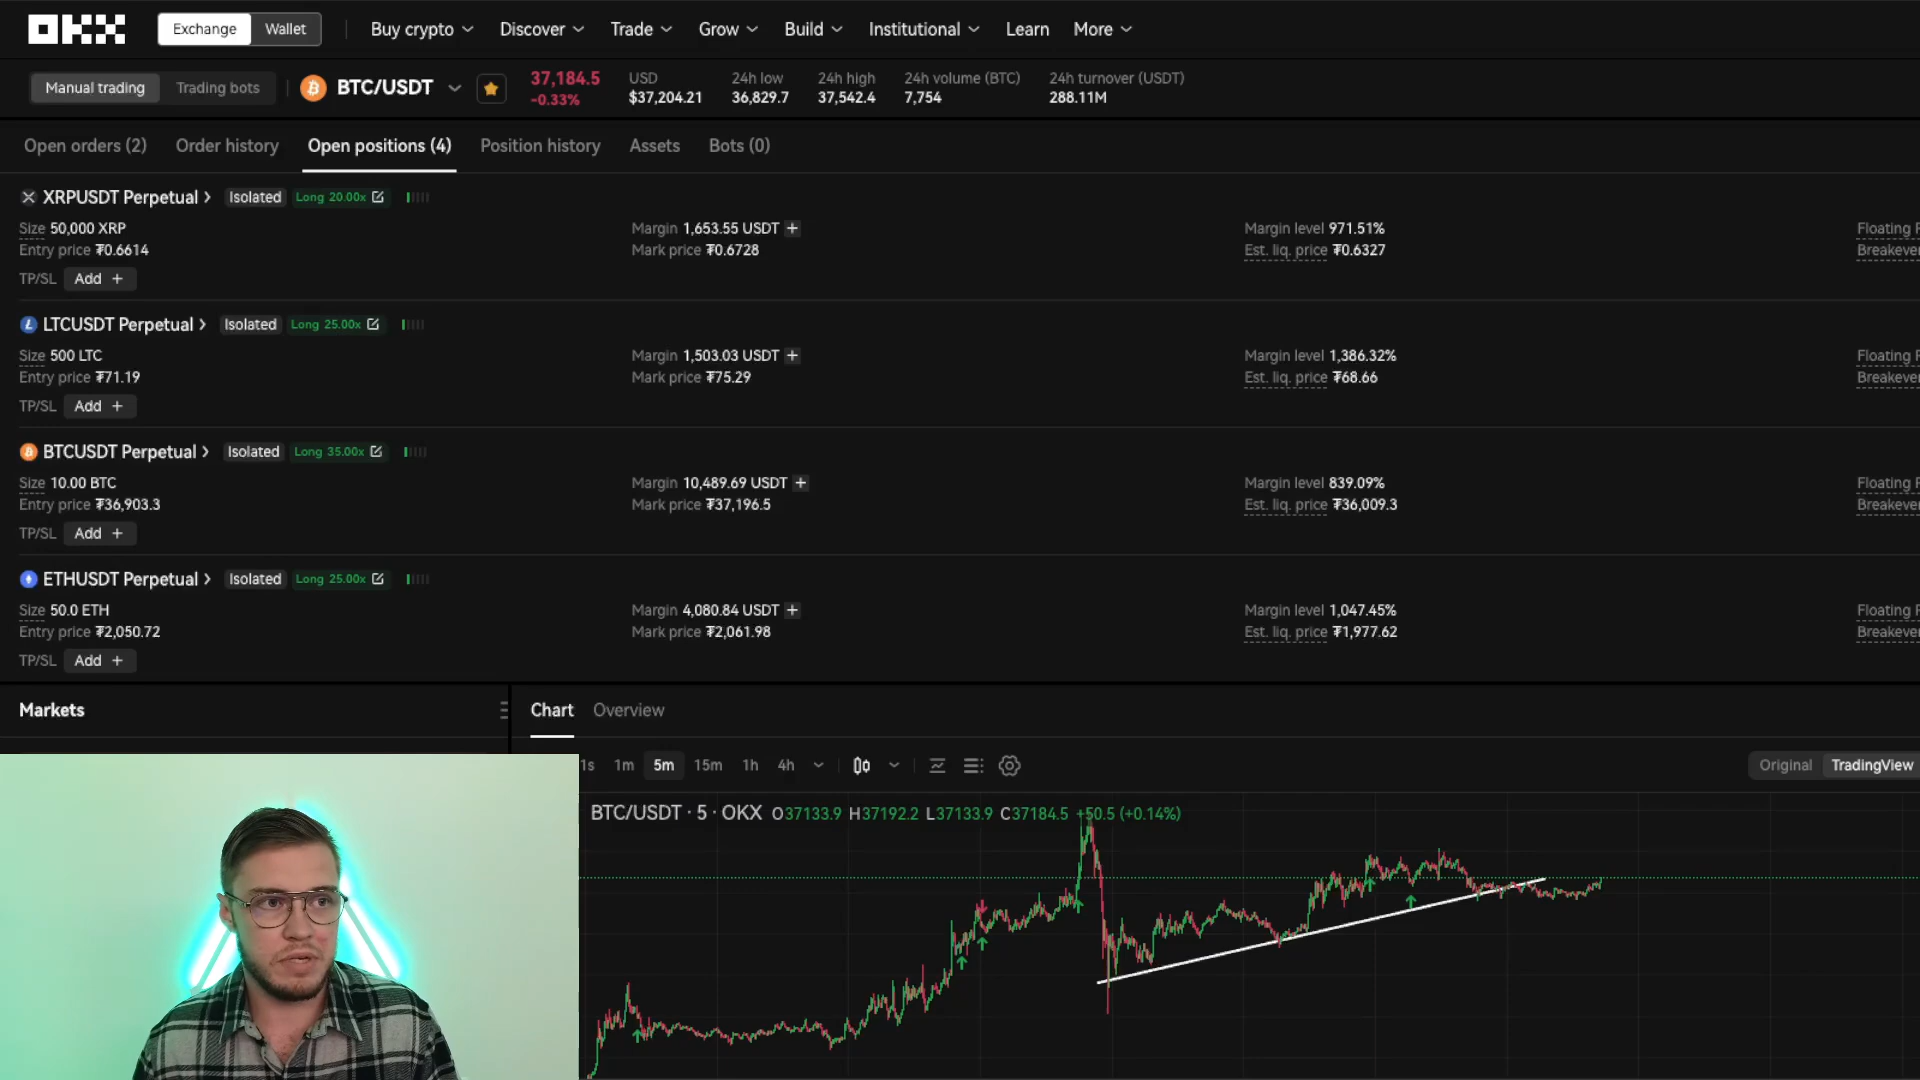 OKX Exchange Wallet Buy crypto Discover Trade Grow Build Institutional Learn More
Manual trading Trading bots BTC/USDT 37,184.5 USD 24h low 24h high 24h volume (BTC) 24h turnover (USDT)
-0.33% $37,204.21 36,829.7 37,542.4 7,754 288.11M
Open orders (2) Order history Open positions (4) Position history Assets Bots (0)
XRPUSDT Perpetual Isolated Long 20.00x
Size 50,000 XRP Margin 1,653.55 USDT + Margin level 971.51% Floating P
Entry price ₮0.6614 Mark price ₮0.6728 Est. liq. price ₮0.6327 Breakeven
TP/SL Add +
LTCUSDT Perpetual Isolated Long 25.00x
Size 500 LTC Margin 1,503.03 USDT + Margin level 1,386.32% Floating P
Entry price ₮71.19 Mark price ₮75.29 Est. liq. price ₮68.66 Breakeven
TP/SL Add +
BTCUSDT Perpetual Isolated Long 35.00x
Size 10.00 BTC Margin 10,489.69 USDT + Margin level 839.09% Floating P
Entry price ₮36,903.3 Mark price ₮37,196.5 Est. liq. price ₮36,009.3 Breakeven
TP/SL Add +
ETHUSDT Perpetual Isolated Long 25.00x
Size 50.0 ETH Margin 4,080.84 USDT + Margin level 1,047.45% Floating P
Entry price ₮2,050.72 Mark price ₮2,061.98 Est. liq. price ₮1,977.62 Breakeven
TP/SL Add +
Markets Chart Overview
1s 1m 5m 15m 1h 4h Original TradingView
BTC/USDT · 5 · OKX O37133.9 H37192.2 L37133.9 C37184.5 +50.5 (+0.14%)